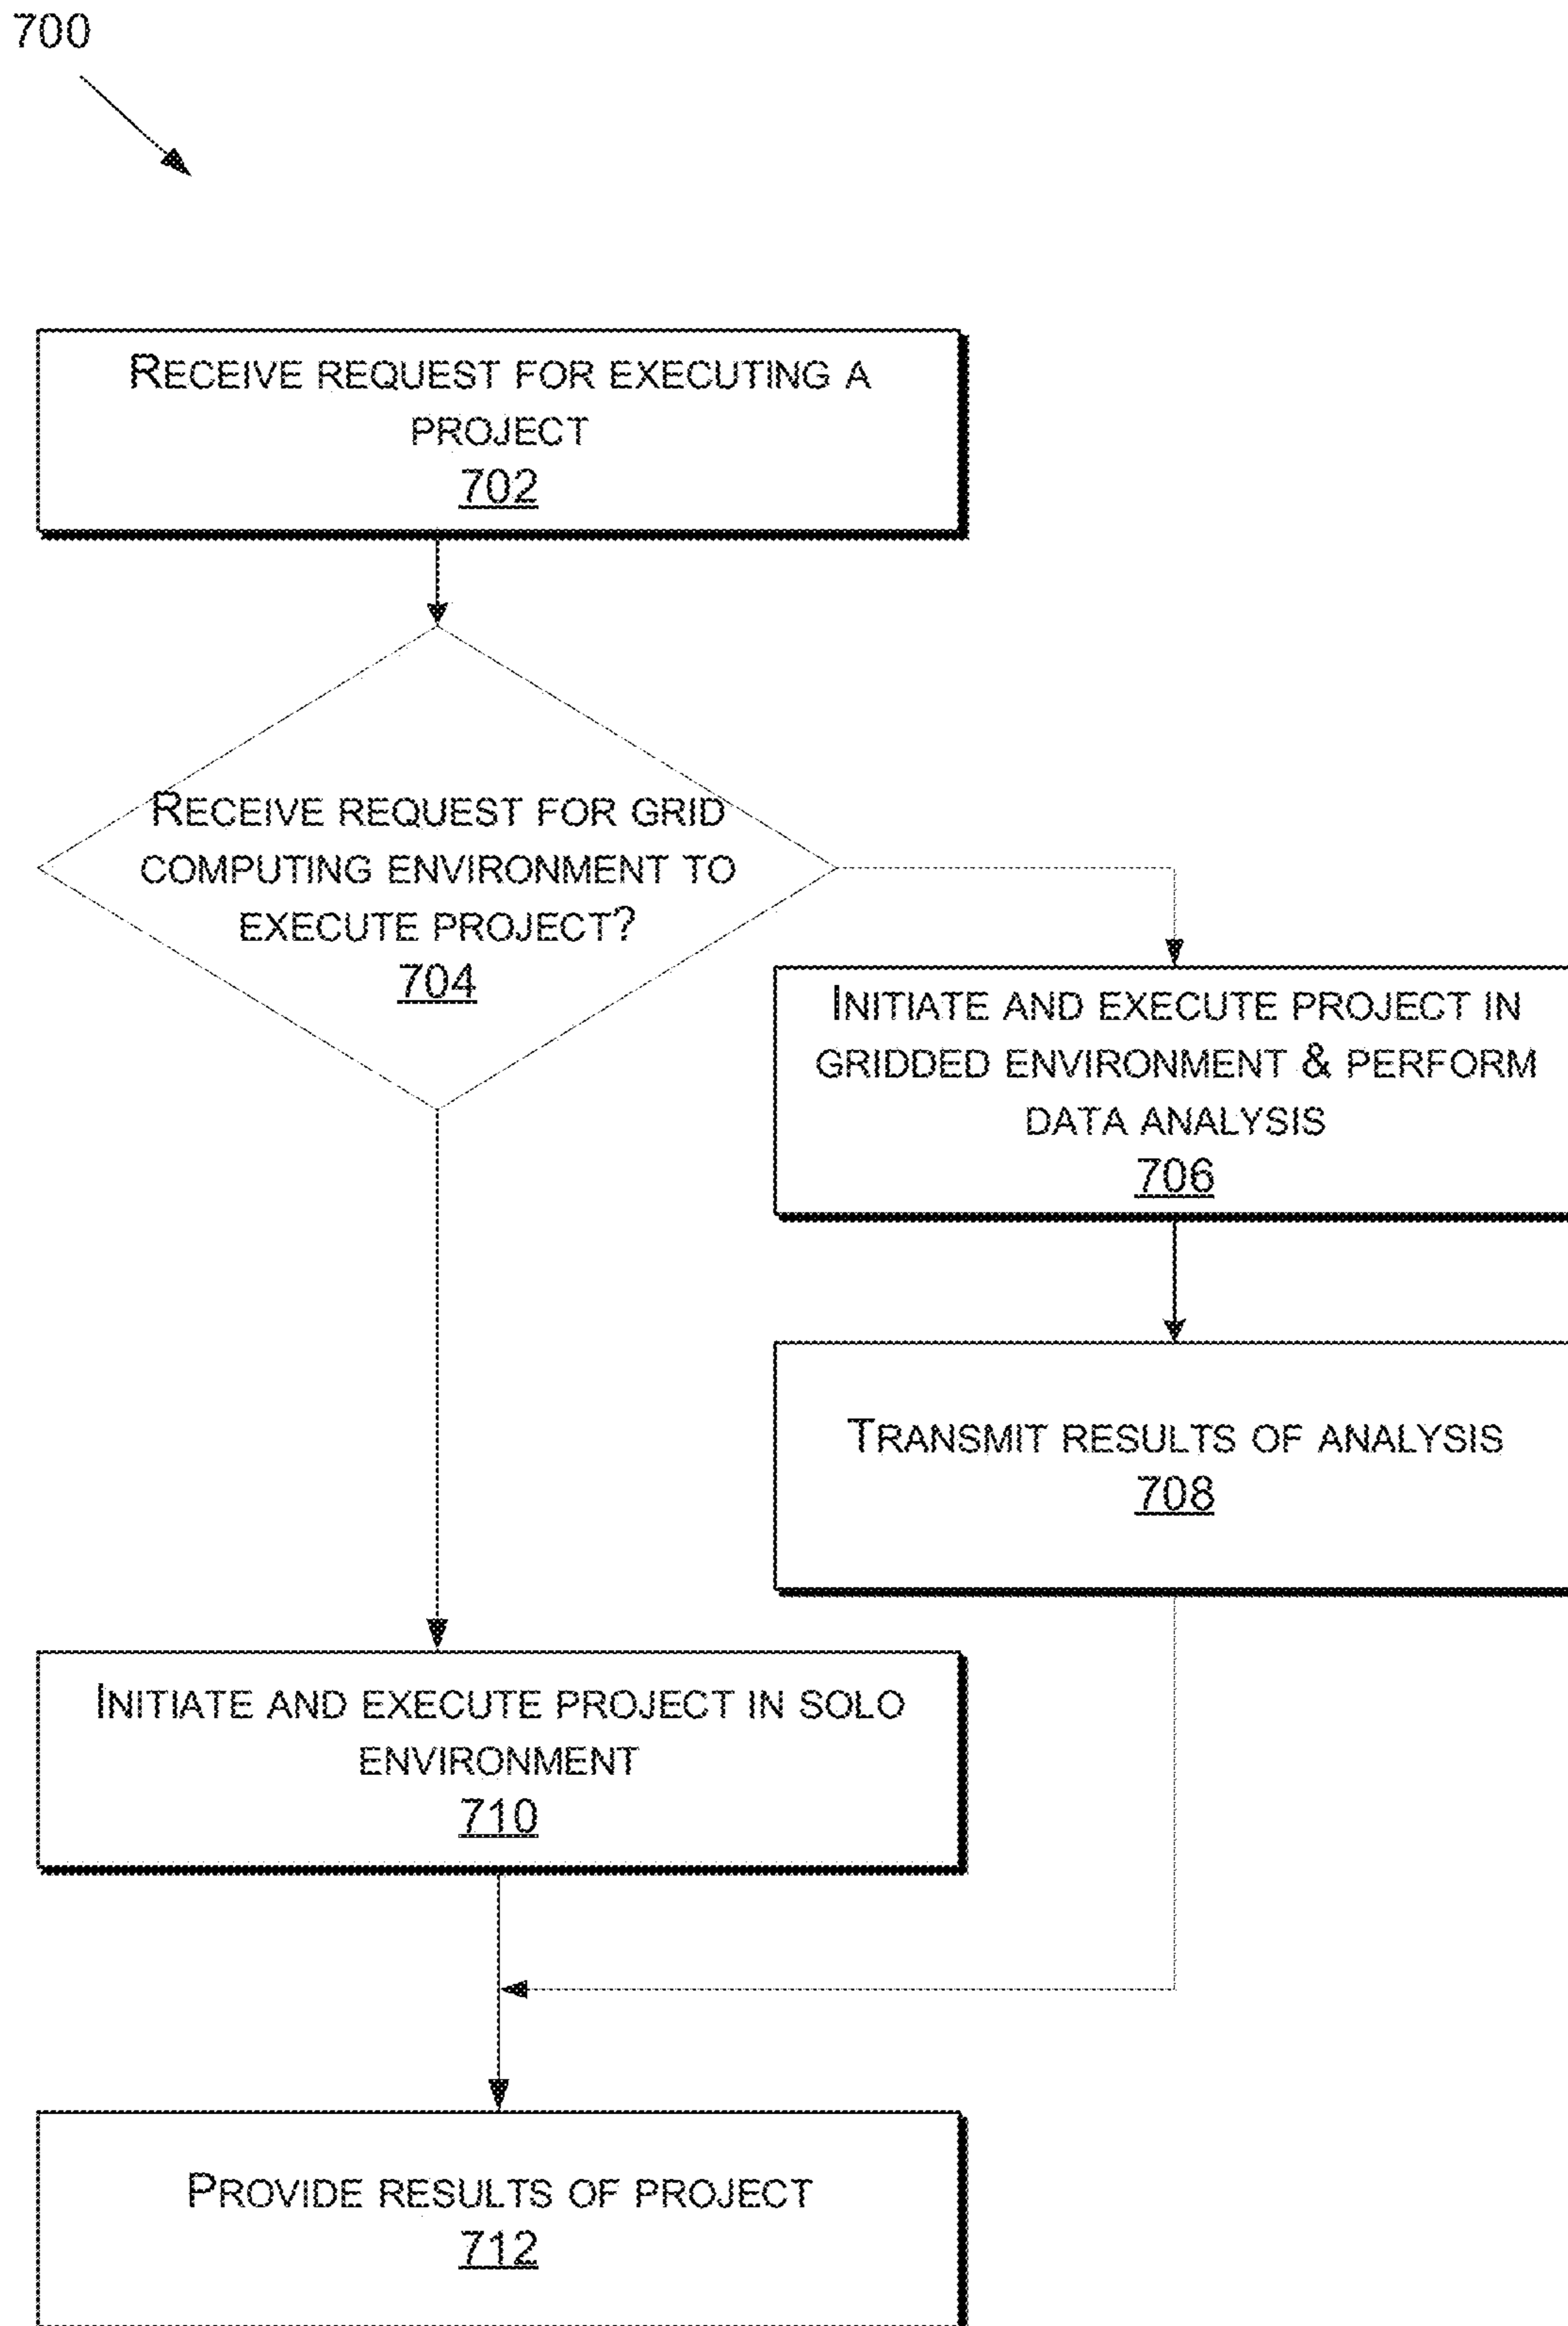 700
RECEIVE REQUEST FOR EXECUTING A
PROJECT
702
RECEIVE REQUEST FOR GRID
COMPUTING ENVIRONMENT TO
EXECUTE PROJECT?
704
INITIATE AND EXECUTE PROJECT IN
GRIDDED ENVIRONMENT & PERFORM
DATA ANALYSIS
706
TRANSMIT RESULTS OF ANALYSIS
708
INITIATE AND EXECUTE PROJECT IN SOLO
ENVIRONMENT
710
PROVIDE RESULTS OF PROJECT
712